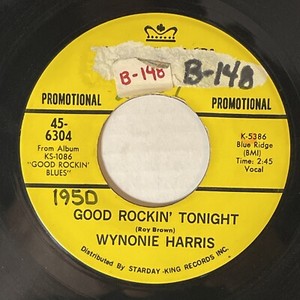 B-148
B-148
PROMOTIONAL
PROMOTIONAL
45-
6304
From Album
KS-1086
"GOOD ROCKIN'
BLUES"
K-5386
Blue Ridge
(BMI)
Time: 2:45
Vocal
1950
GOOD ROCKIN' TONIGHT
(Roy Brown)
WYNONIE HARRIS
Distributed By STARDAY-KING RECORDS INC.